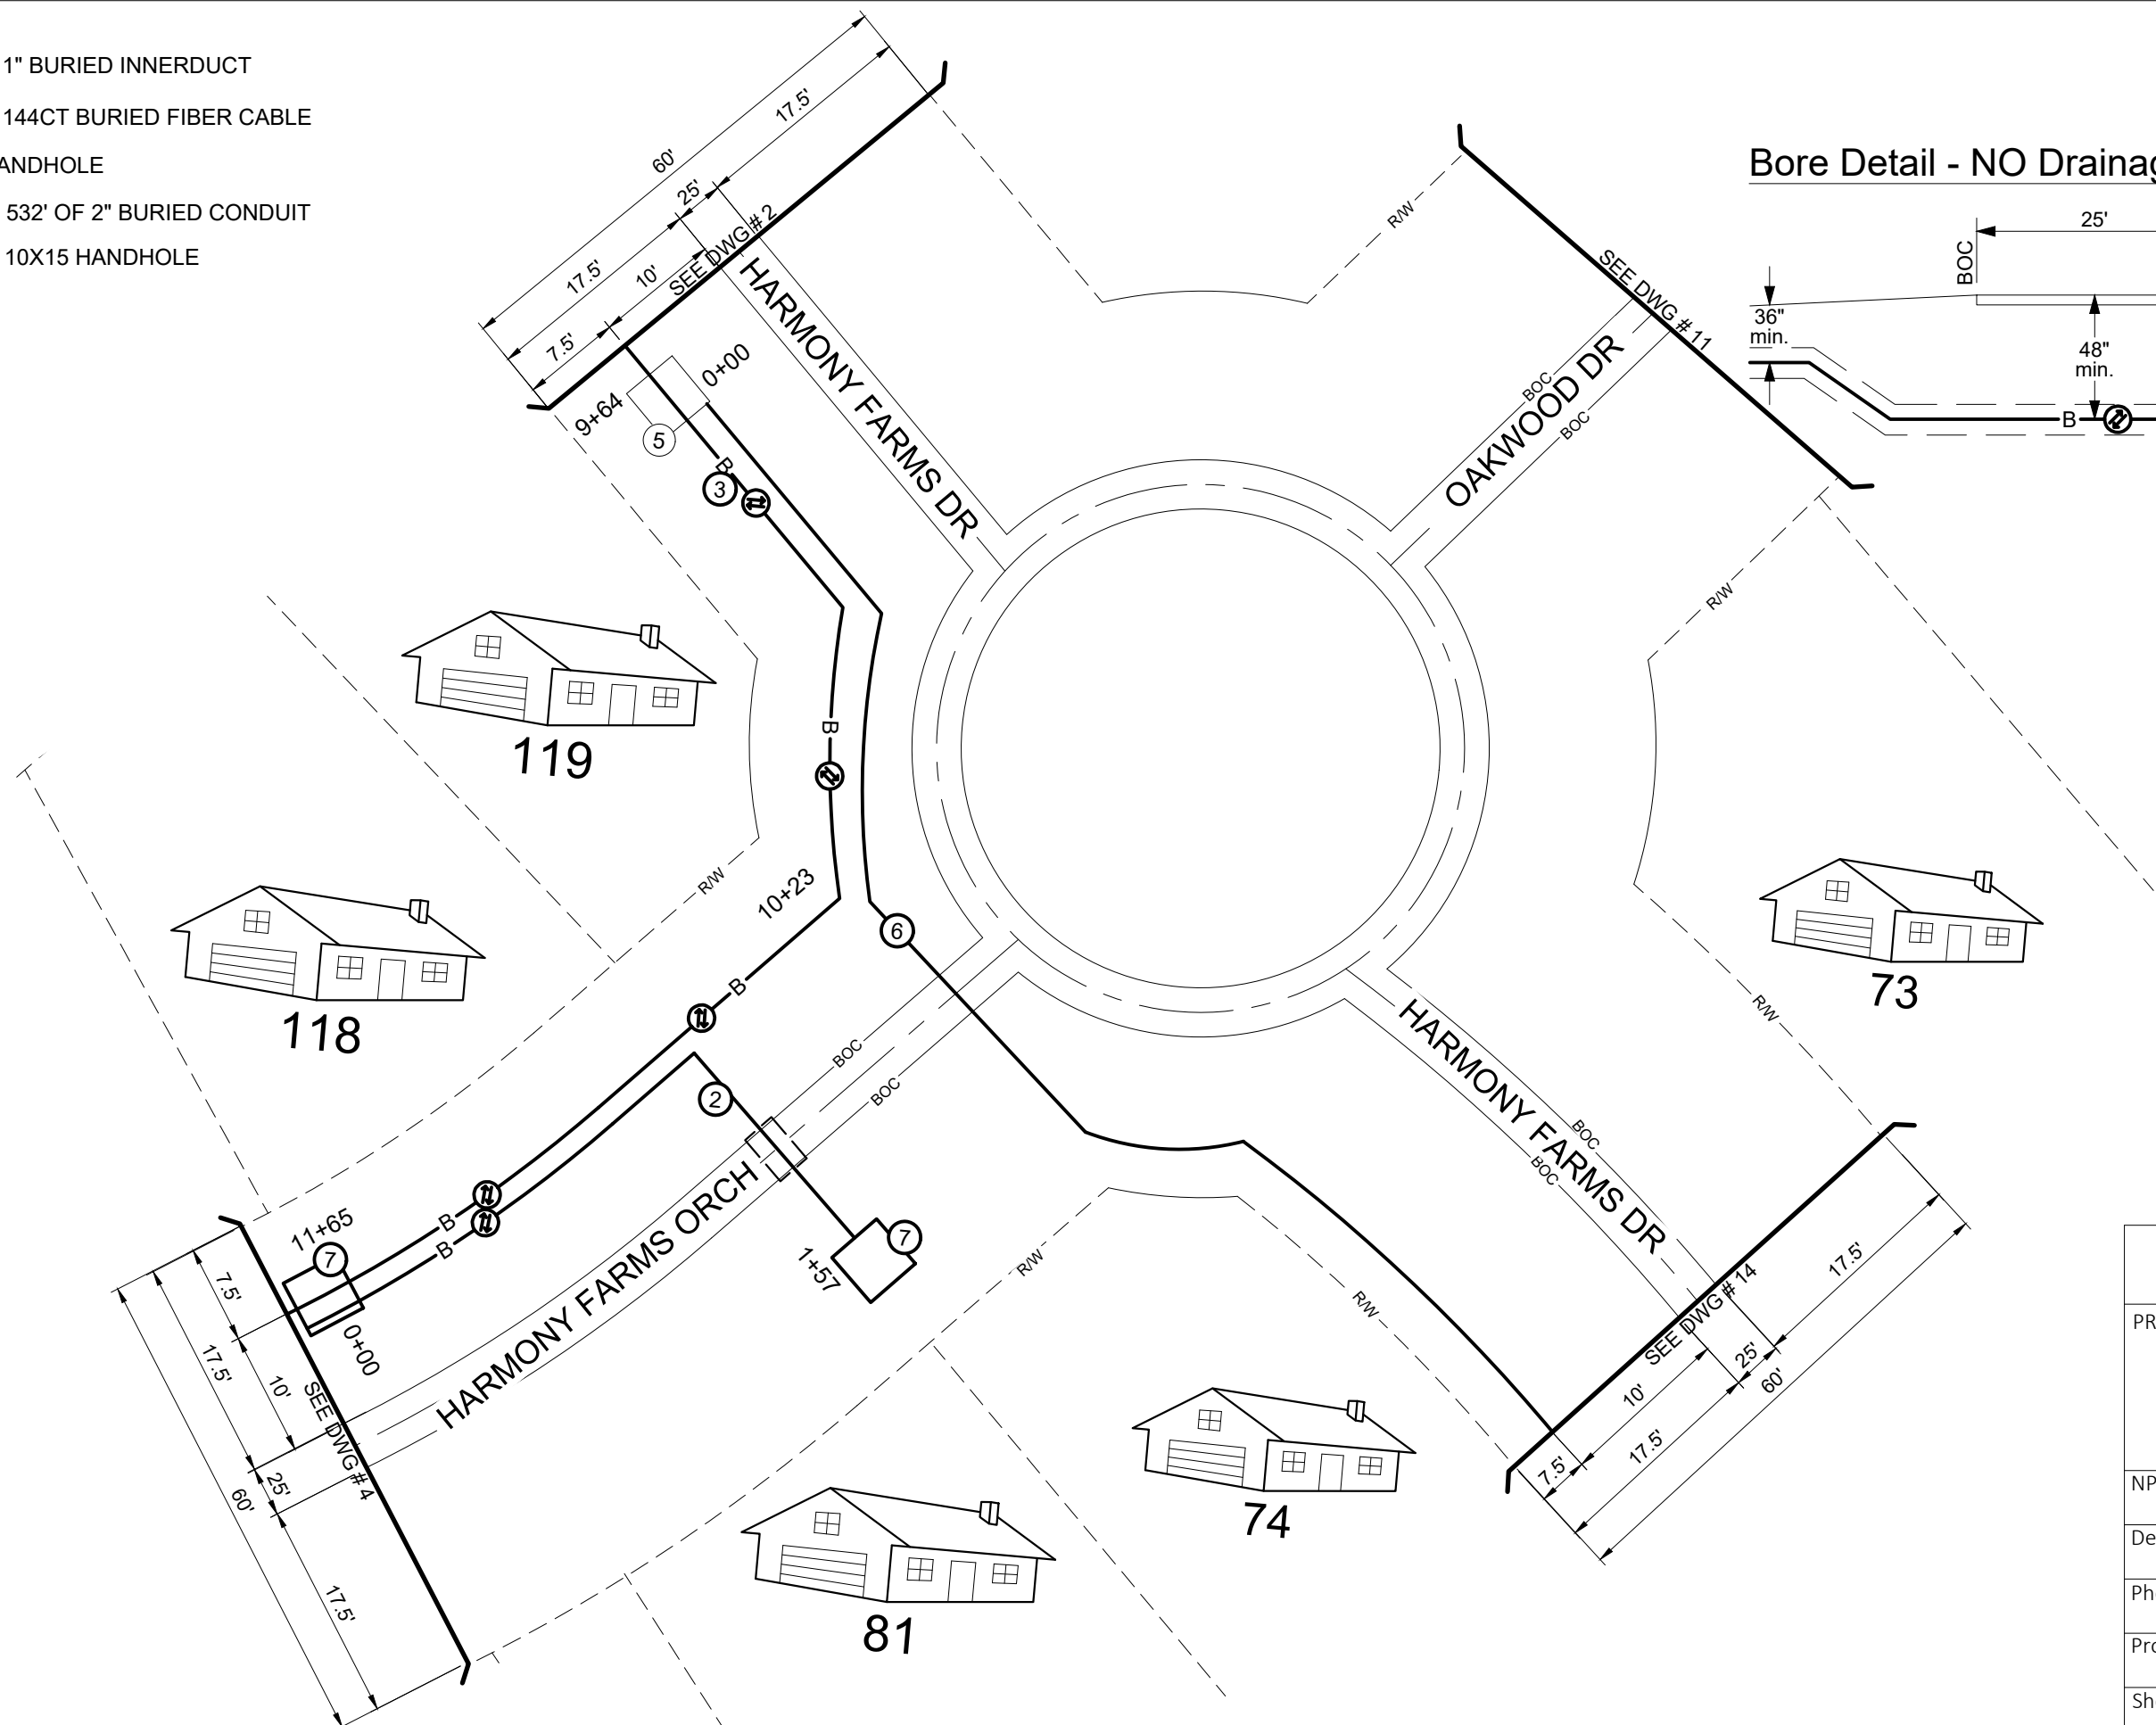 1" BURIED INNERDUCT
144CT BURIED FIBER CABLE
ANDHOLE
532' OF 2" BURIED CONDUIT
10X15 HANDHOLE
60'
17.5'
25'
17.5'
10'
7.5'
SEE DWG # 2
HARMONY FARMS DR
0+00
9+64
5
B
3
R/W
SEE DWG # 11
OAKWOOD DR
BOC
BOC
Bore Detail - NO Drainag
25'
BOC
36"
min.
48"
min.
B
R/W
119
B
R/W
10+23
6
118
B
BOC
BOC
2
73
R/W
HARMONY FARMS DR
BOC
BOC
HARMONY FARMS ORCH
7
1+57
R/W
R/W
11+65
7
B
B
0+00
7.5'
17.5'
10'
SEE DWG # 4
25'
60'
17.5'
SEE DWG # 14
17.5'
25'
60'
10'
17.5'
7.5'
74
81
PR
NP
De
Ph
Pro
Sh